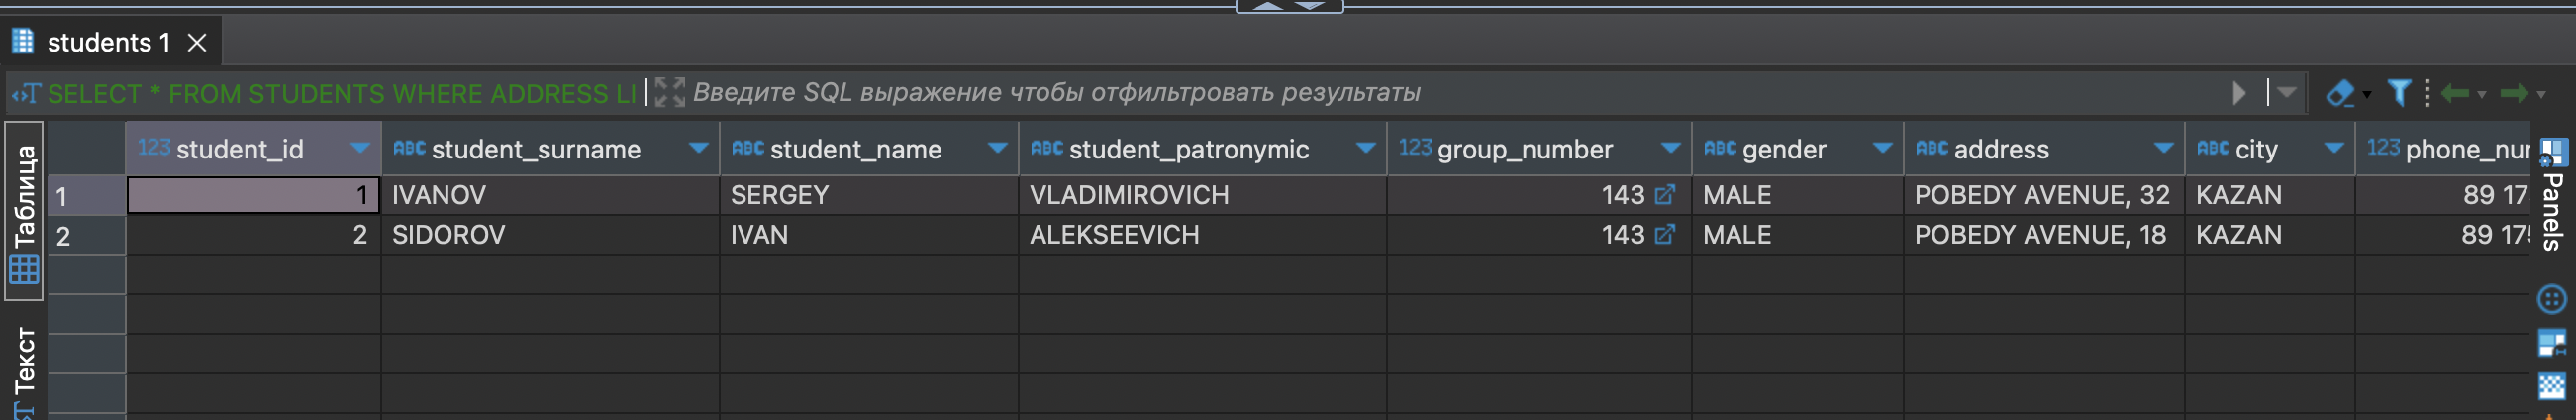 students 1
SELECT * FROM STUDENTS WHERE ADDRESS LI Введите SQL выражение чтобы отфильтровать результаты
Таблица
Текст
123 student_id ABC student_surname ABC student_name ABC student_patronymic 123 group_number ABC gender ABC address ABC city 123 phone_nu
1 1 IVANOV SERGEY VLADIMIROVICH 143 MALE POBEDY AVENUE, 32 KAZAN 89 17
2 2 SIDOROV IVAN ALEKSEEVICH 143 MALE POBEDY AVENUE, 18 KAZAN 89 17
Panels